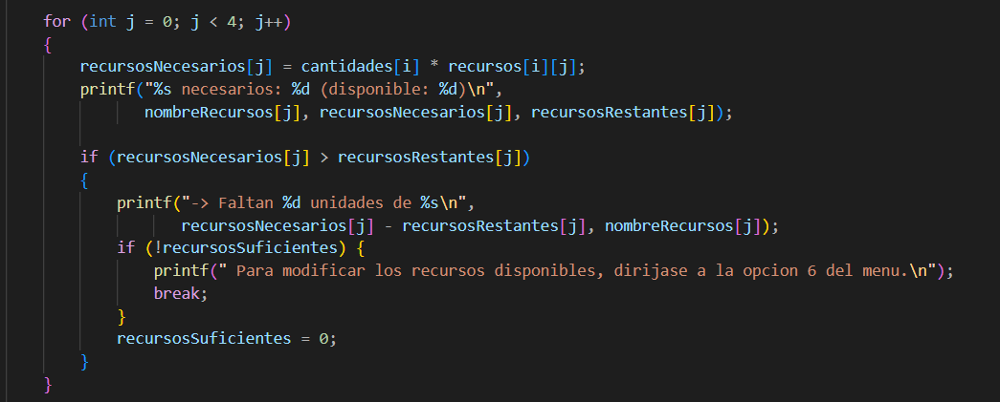 for (int j = 0; j < 4; j++)
{
recursosNecesarios[j] = cantidades[i] * recursos[i][j];
printf("%s necesarios: %d (disponible: %d)\n",
nombreRecursos[j], recursosNecesarios[j], recursosRestantes[j]);
if (recursosNecesarios[j] > recursosRestantes[j])
{
printf("-> Faltan %d unidades de %s\n",
recursosNecesarios[j] - recursosRestantes[j], nombreRecursos[j]);
if (!recursosSuficientes) {
printf(" Para modificar los recursos disponibles, dirijase a la opcion 6 del menu.\n");
break;
}
recursosSuficientes = 0;
}
}